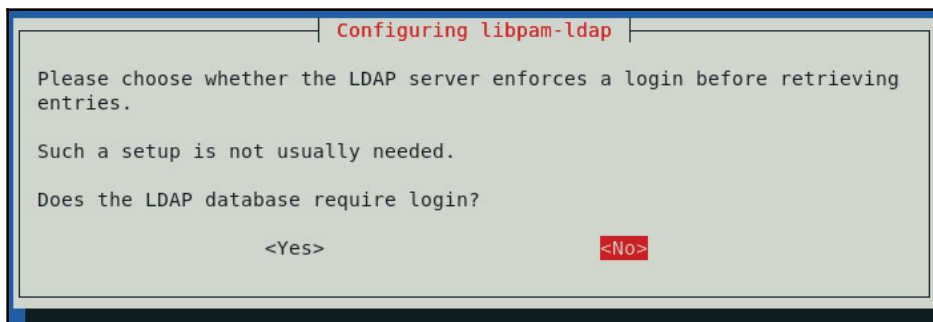 Configuring libpam-ldap
Please choose whether the LDAP server enforces a login before retrieving
entries.
Such a setup is not usually needed.
Does the LDAP database require login?
<Yes> <No>